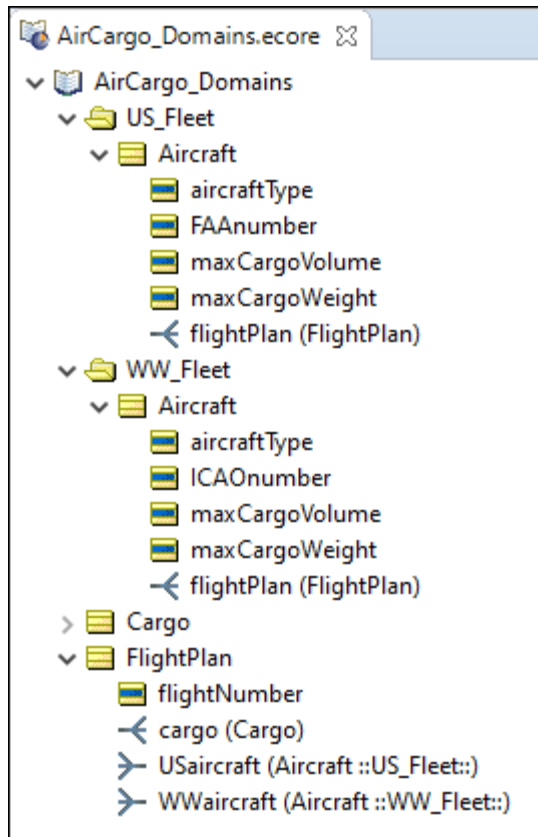 AirCargo_Domains.ecore
AirCargo_Domains
US_Fleet
Aircraft
aircraftType
FAAnumber
maxCargoVolume
maxCargoWeight
flightPlan (FlightPlan)
WW_Fleet
Aircraft
aircraftType
ICAOnumber
maxCargoVolume
maxCargoWeight
flightPlan (FlightPlan)
Cargo
FlightPlan
flightNumber
cargo (Cargo)
USaircraft (Aircraft ::US_Fleet::)
WWaircraft (Aircraft ::WW_Fleet::)